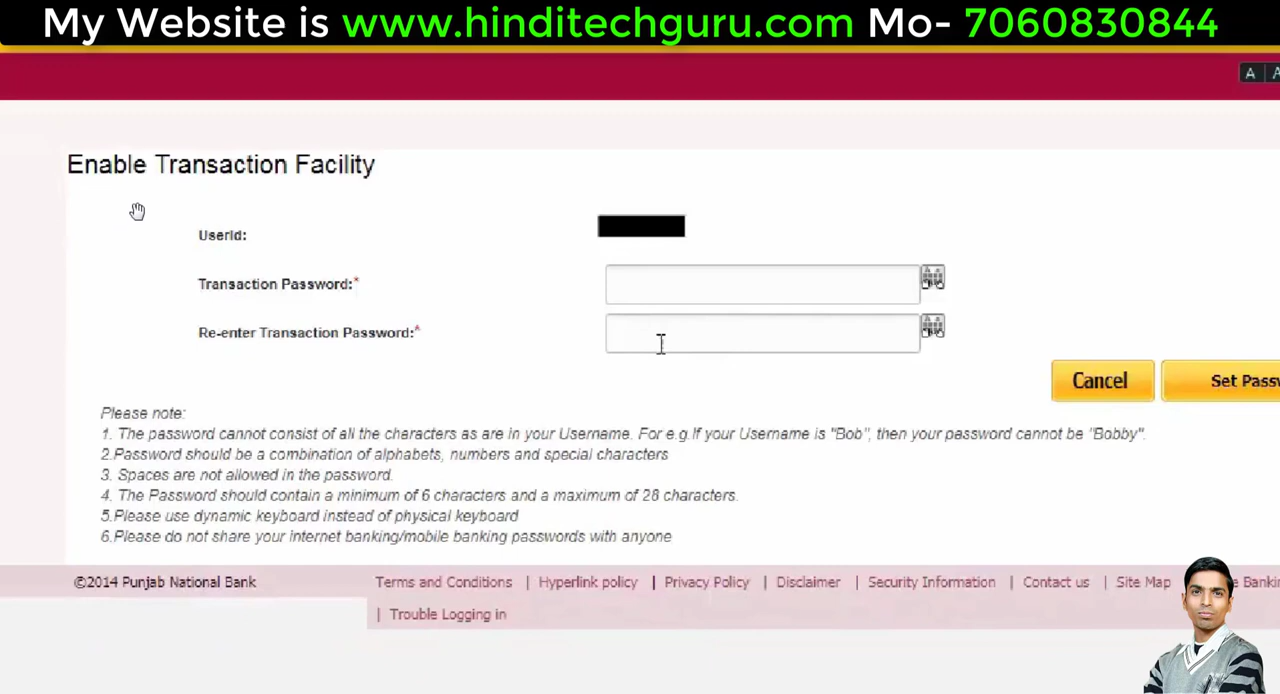 My Website is www.hinditechguru.com Mo- 7060830844
A A
Enable Transaction Facility
UserId:
Transaction Password:*
Re-enter Transaction Password:*
Cancel Set Passw
Please note:
1. The password cannot consist of all the characters as are in your Username. For e.g.If your Username is "Bob", then your password cannot be "Bobby".
2.Password should be a combination of alphabets, numbers and special characters
3. Spaces are not allowed in the password.
4. The Password should contain a minimum of 6 characters and a maximum of 28 characters.
5.Please use dynamic keyboard instead of physical keyboard
6.Please do not share your internet banking/mobile banking passwords with anyone
©2014 Punjab National Bank Terms and Conditions | Hyperlink policy | Privacy Policy | Disclaimer | Security Information | Contact us | Site Map e Bankin
| Trouble Logging in